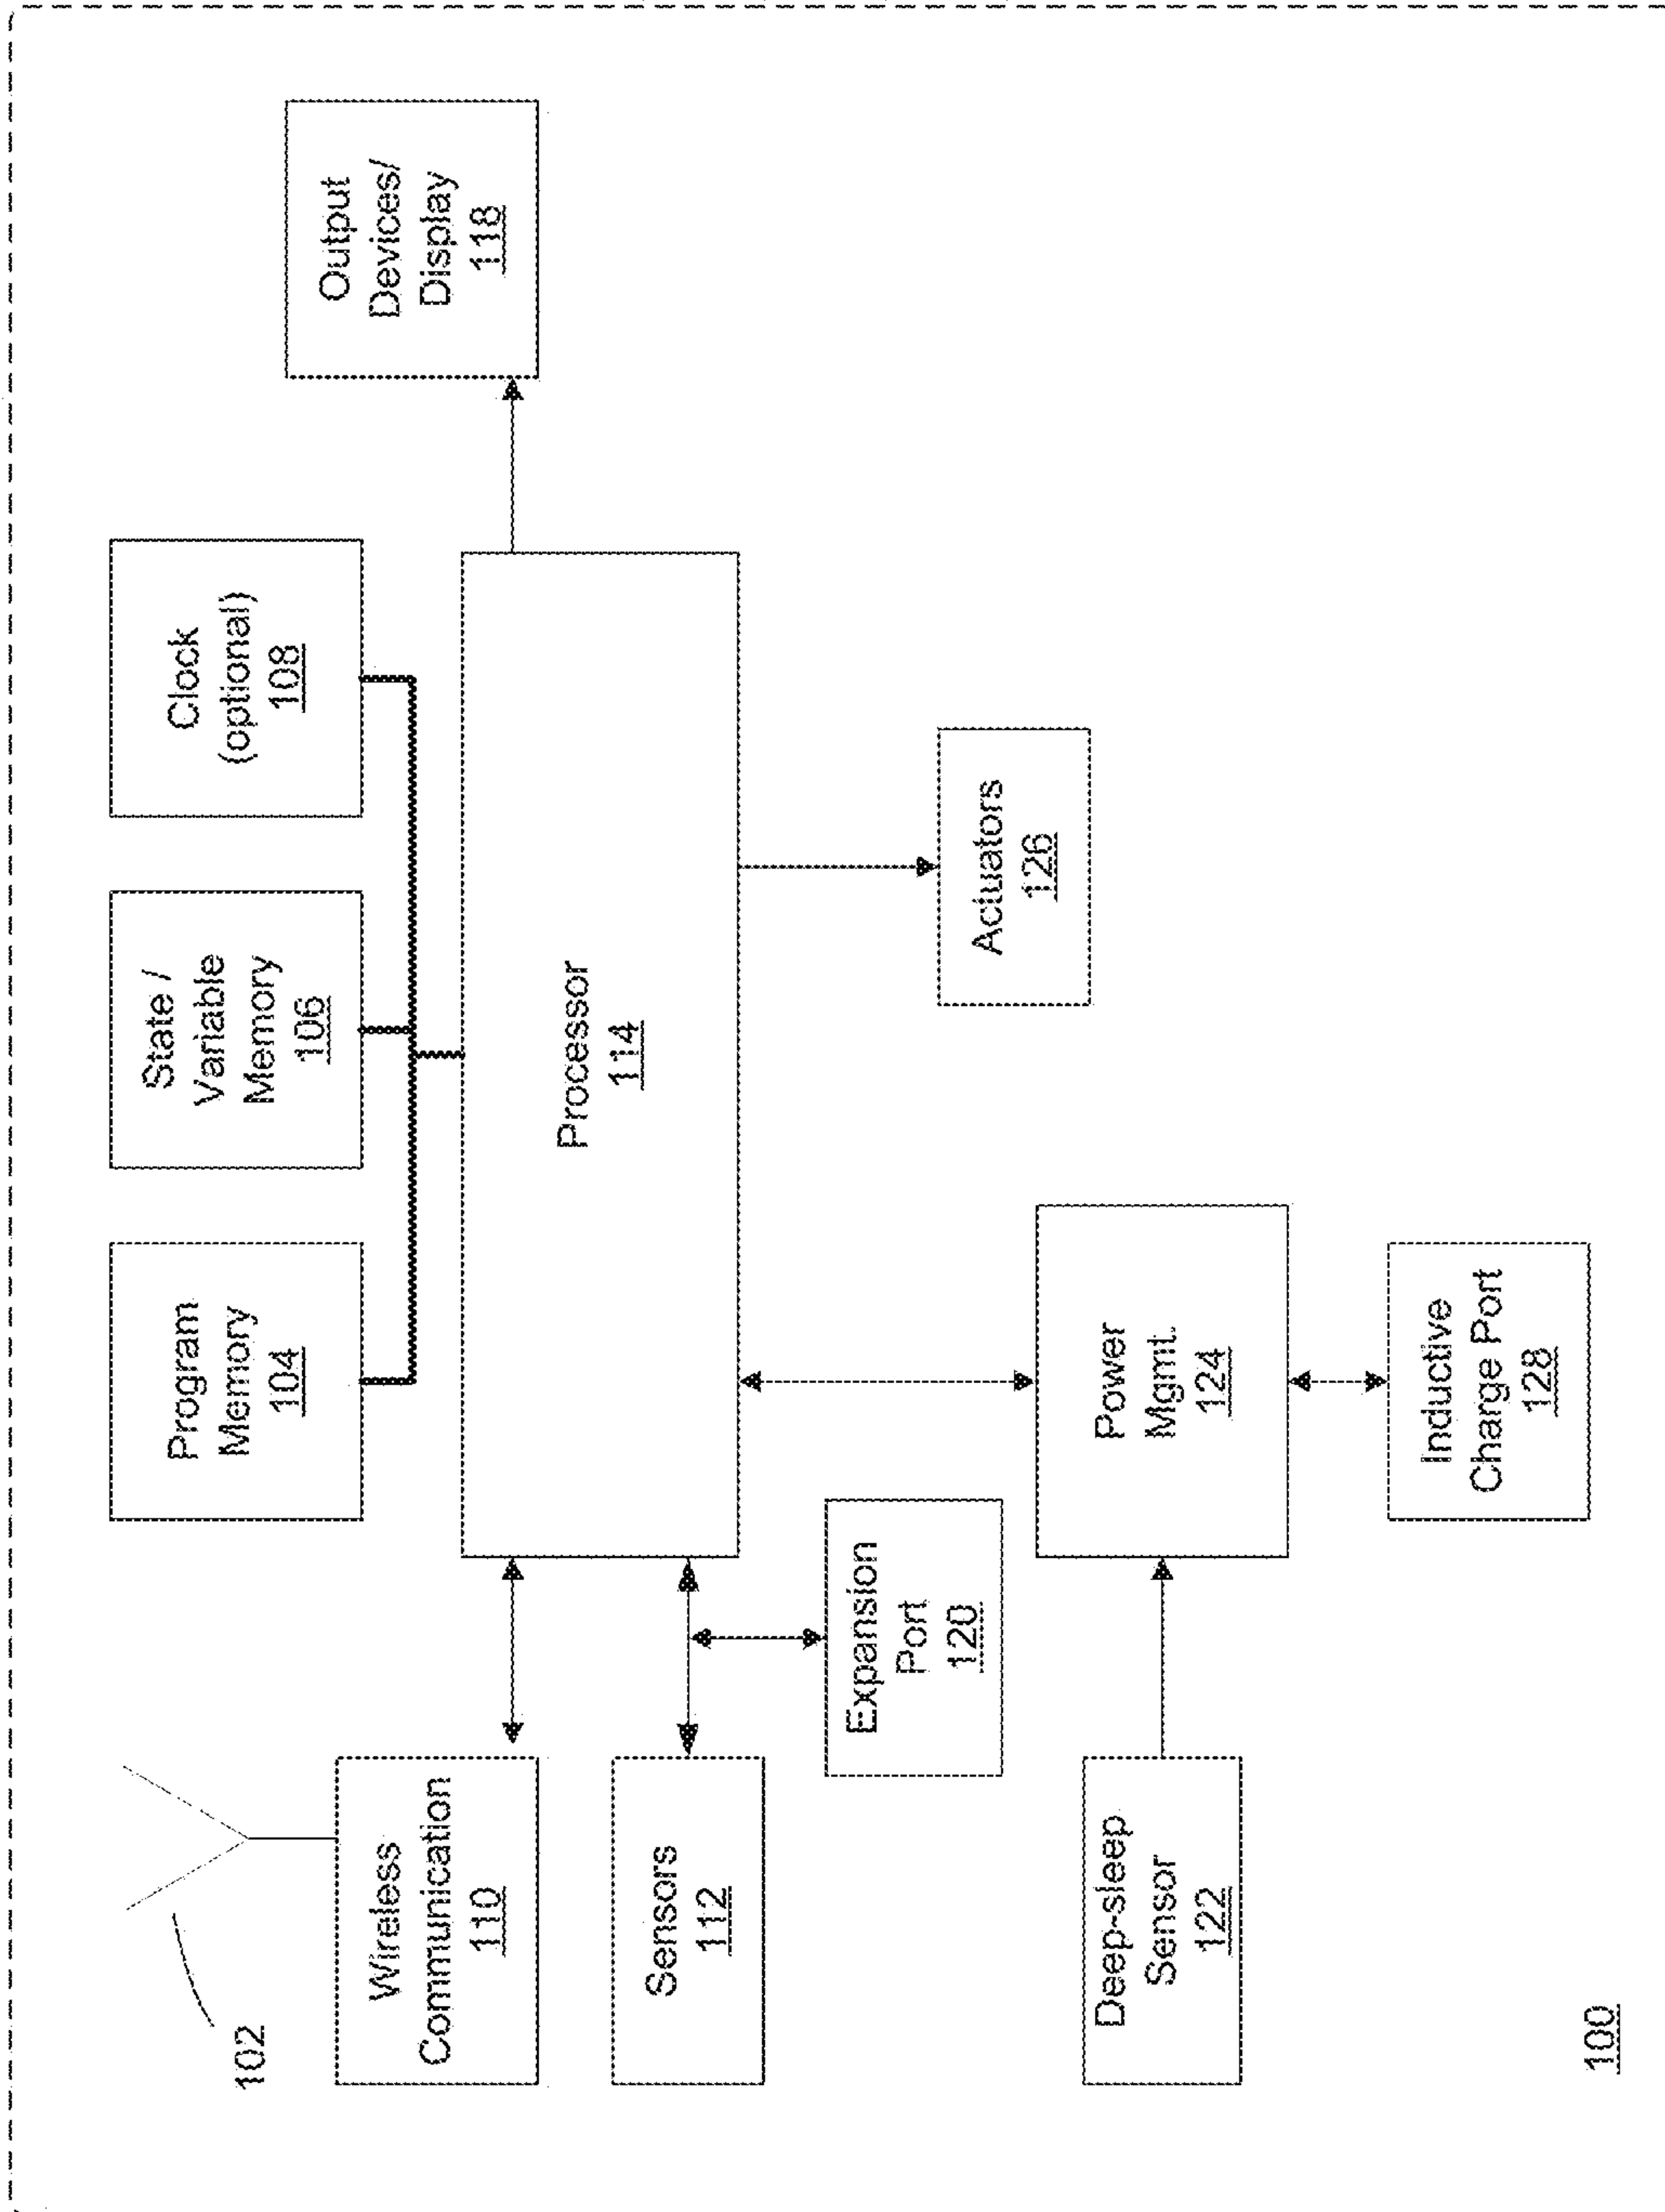 102
Wireless
Communication
110
Sensors
112
Deep-sleep
Sensor
122
100
Expansion
Port
120
Program
Memory
104
State /
Variable
Memory
106
Clock
(optional)
108
Output
Devices/
Display
118
Processor
114
Actuators
126
Power
Mgmt.
124
Inductive
Charge Port
128